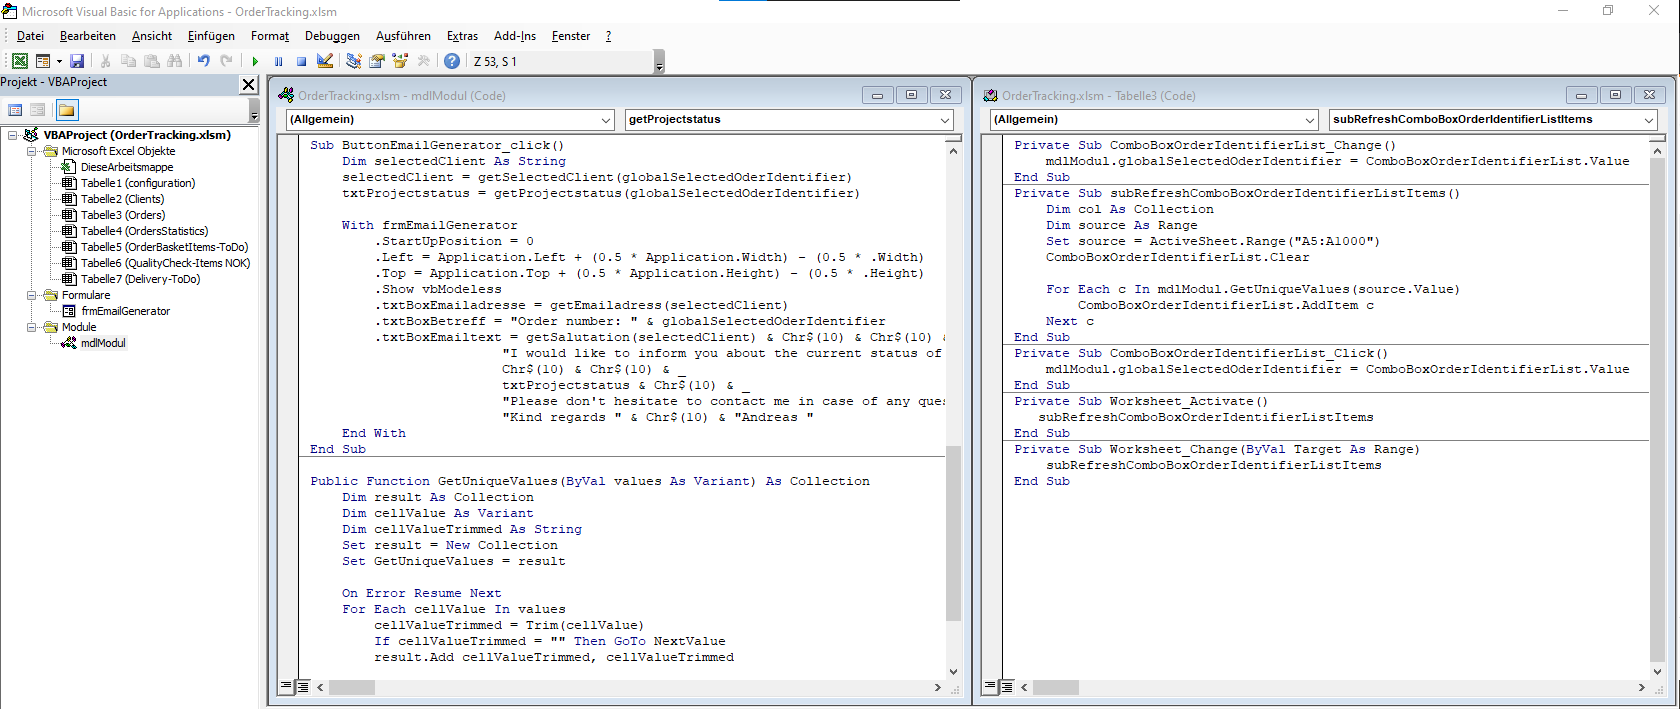 Microsoft Visual Basic for Applications - OrderTracking.xlsm
Datei Bearbeiten Ansicht Einfügen Format Debuggen Ausführen Extras Add-Ins Fenster ?
Z 53, S 1
Projekt - VBAProject
VBAProject (OrderTracking.xlsm)
Microsoft Excel Objekte
DieseArbeitsmappe
Tabelle1 (configuration)
Tabelle2 (Clients)
Tabelle3 (Orders)
Tabelle4 (OrdersStatistics)
Tabelle5 (OrderBasketItems-ToDo)
Tabelle6 (QualityCheck-Items NOK)
Tabelle7 (Delivery-ToDo)
Formulare
frmEmailGenerator
Module
mdlModul
OrderTracking.xlsm - mdlModul (Code)
(Allgemein) getProjectstatus
Sub ButtonEmailGenerator_click()
Dim selectedClient As String
selectedClient = getSelectedClient(globalSelectedOderIdentifier)
txtProjectstatus = getProjectstatus(globalSelectedOderIdentifier)
With frmEmailGenerator
.StartUpPosition = 0
.Left = Application.Left + (0.5 * Application.Width) - (0.5 * .Width)
.Top = Application.Top + (0.5 * Application.Height) - (0.5 * .Height)
.Show vbModeless
.txtBoxEmailadresse = getEmailadress(selectedClient)
.txtBoxBetreff = "Order number: " & globalSelectedOderIdentifier
.txtBoxEmailtext = getSalutation(selectedClient) & Chr$(10) & Chr$(10) &
"I would like to inform you about the current status of
Chr$(10) & Chr$(10) & _
txtProjectstatus & Chr$(10) & _
"Please don't hesitate to contact me in case of any ques
"Kind regards " & Chr$(10) & "Andreas "
End With
End Sub
Public Function GetUniqueValues(ByVal values As Variant) As Collection
Dim result As Collection
Dim cellValue As Variant
Dim cellValueTrimmed As String
Set result = New Collection
Set GetUniqueValues = result
On Error Resume Next
For Each cellValue In values
cellValueTrimmed = Trim(cellValue)
If cellValueTrimmed = "" Then GoTo NextValue
result.Add cellValueTrimmed, cellValueTrimmed
OrderTracking.xlsm - Tabelle3 (Code)
(Allgemein) subRefreshComboBoxOrderIdentifierListItems
Private Sub ComboBoxOrderIdentifierList_Change()
mdlModul.globalSelectedOderIdentifier = ComboBoxOrderIdentifierList.Value
End Sub
Private Sub subRefreshComboBoxOrderIdentifierListItems()
Dim col As Collection
Dim source As Range
Set source = ActiveSheet.Range("A5:A1000")
ComboBoxOrderIdentifierList.Clear
For Each c In mdlModul.GetUniqueValues(source.Value)
ComboBoxOrderIdentifierList.AddItem c
Next c
End Sub
Private Sub ComboBoxOrderIdentifierList_Click()
mdlModul.globalSelectedOderIdentifier = ComboBoxOrderIdentifierList.Value
End Sub
Private Sub Worksheet_Activate()
subRefreshComboBoxOrderIdentifierListItems
End Sub
Private Sub Worksheet_Change(ByVal Target As Range)
subRefreshComboBoxOrderIdentifierListItems
End Sub